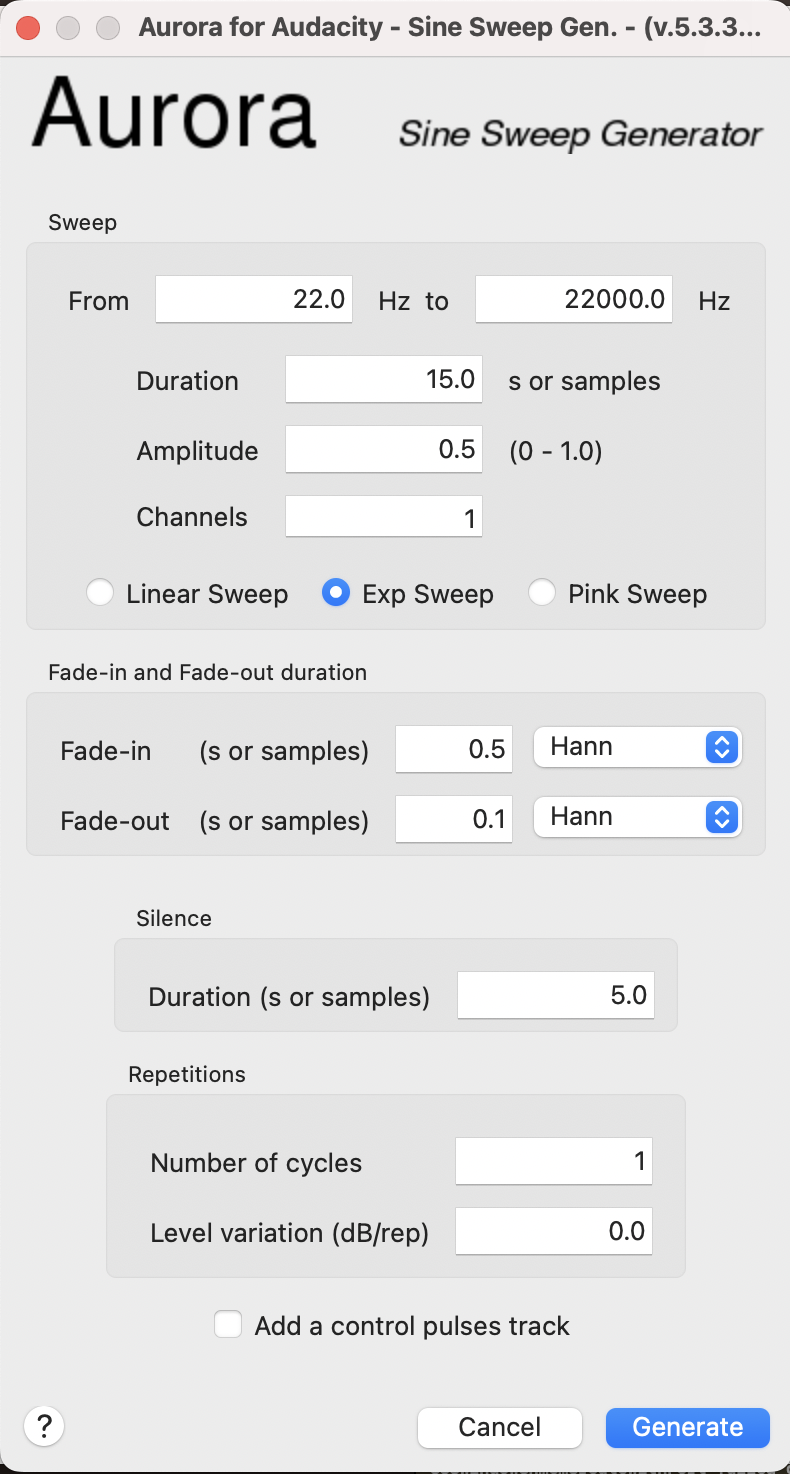 Aurora for Audacity - Sine Sweep Gen. - (v.5.3.3...
Aurora
Sine Sweep Generator
Sweep
From 22.0 Hz to 22000.0 Hz
Duration 15.0 s or samples
Amplitude 0.5 (0 - 1.0)
Channels 1
Linear Sweep Exp Sweep Pink Sweep
Fade-in and Fade-out duration
Fade-in (s or samples) 0.5 Hann
Fade-out (s or samples) 0.1 Hann
Silence
Duration (s or samples) 5.0
Repetitions
Number of cycles 1
Level variation (dB/rep) 0.0
Add a control pulses track
? Cancel Generate